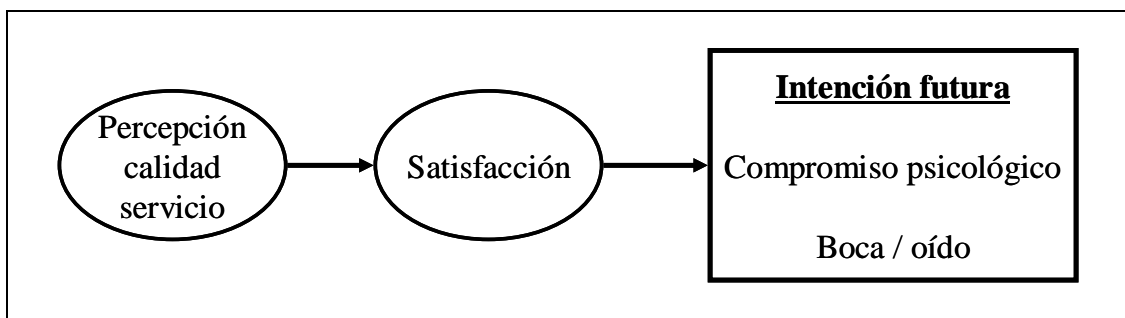 Percepción
calidad
servicio
Satisfacción
Intención futura
Compromiso psicológico
Boca / oído